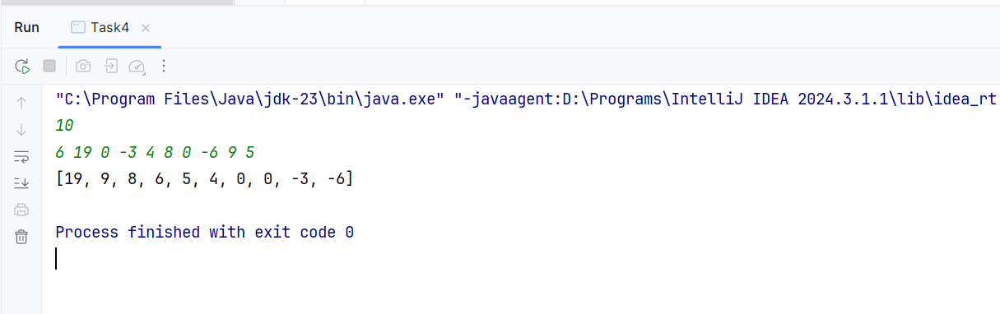 Run Task4
"C:\Program Files\Java\jdk-23\bin\java.exe" "-javaagent:D:\Programs\IntelliJ IDEA 2024.3.1.1\lib\idea_rt
10
6 19 0 -3 4 8 0 -6 9 5
[19, 9, 8, 6, 5, 4, 0, 0, -3, -6]
Process finished with exit code 0